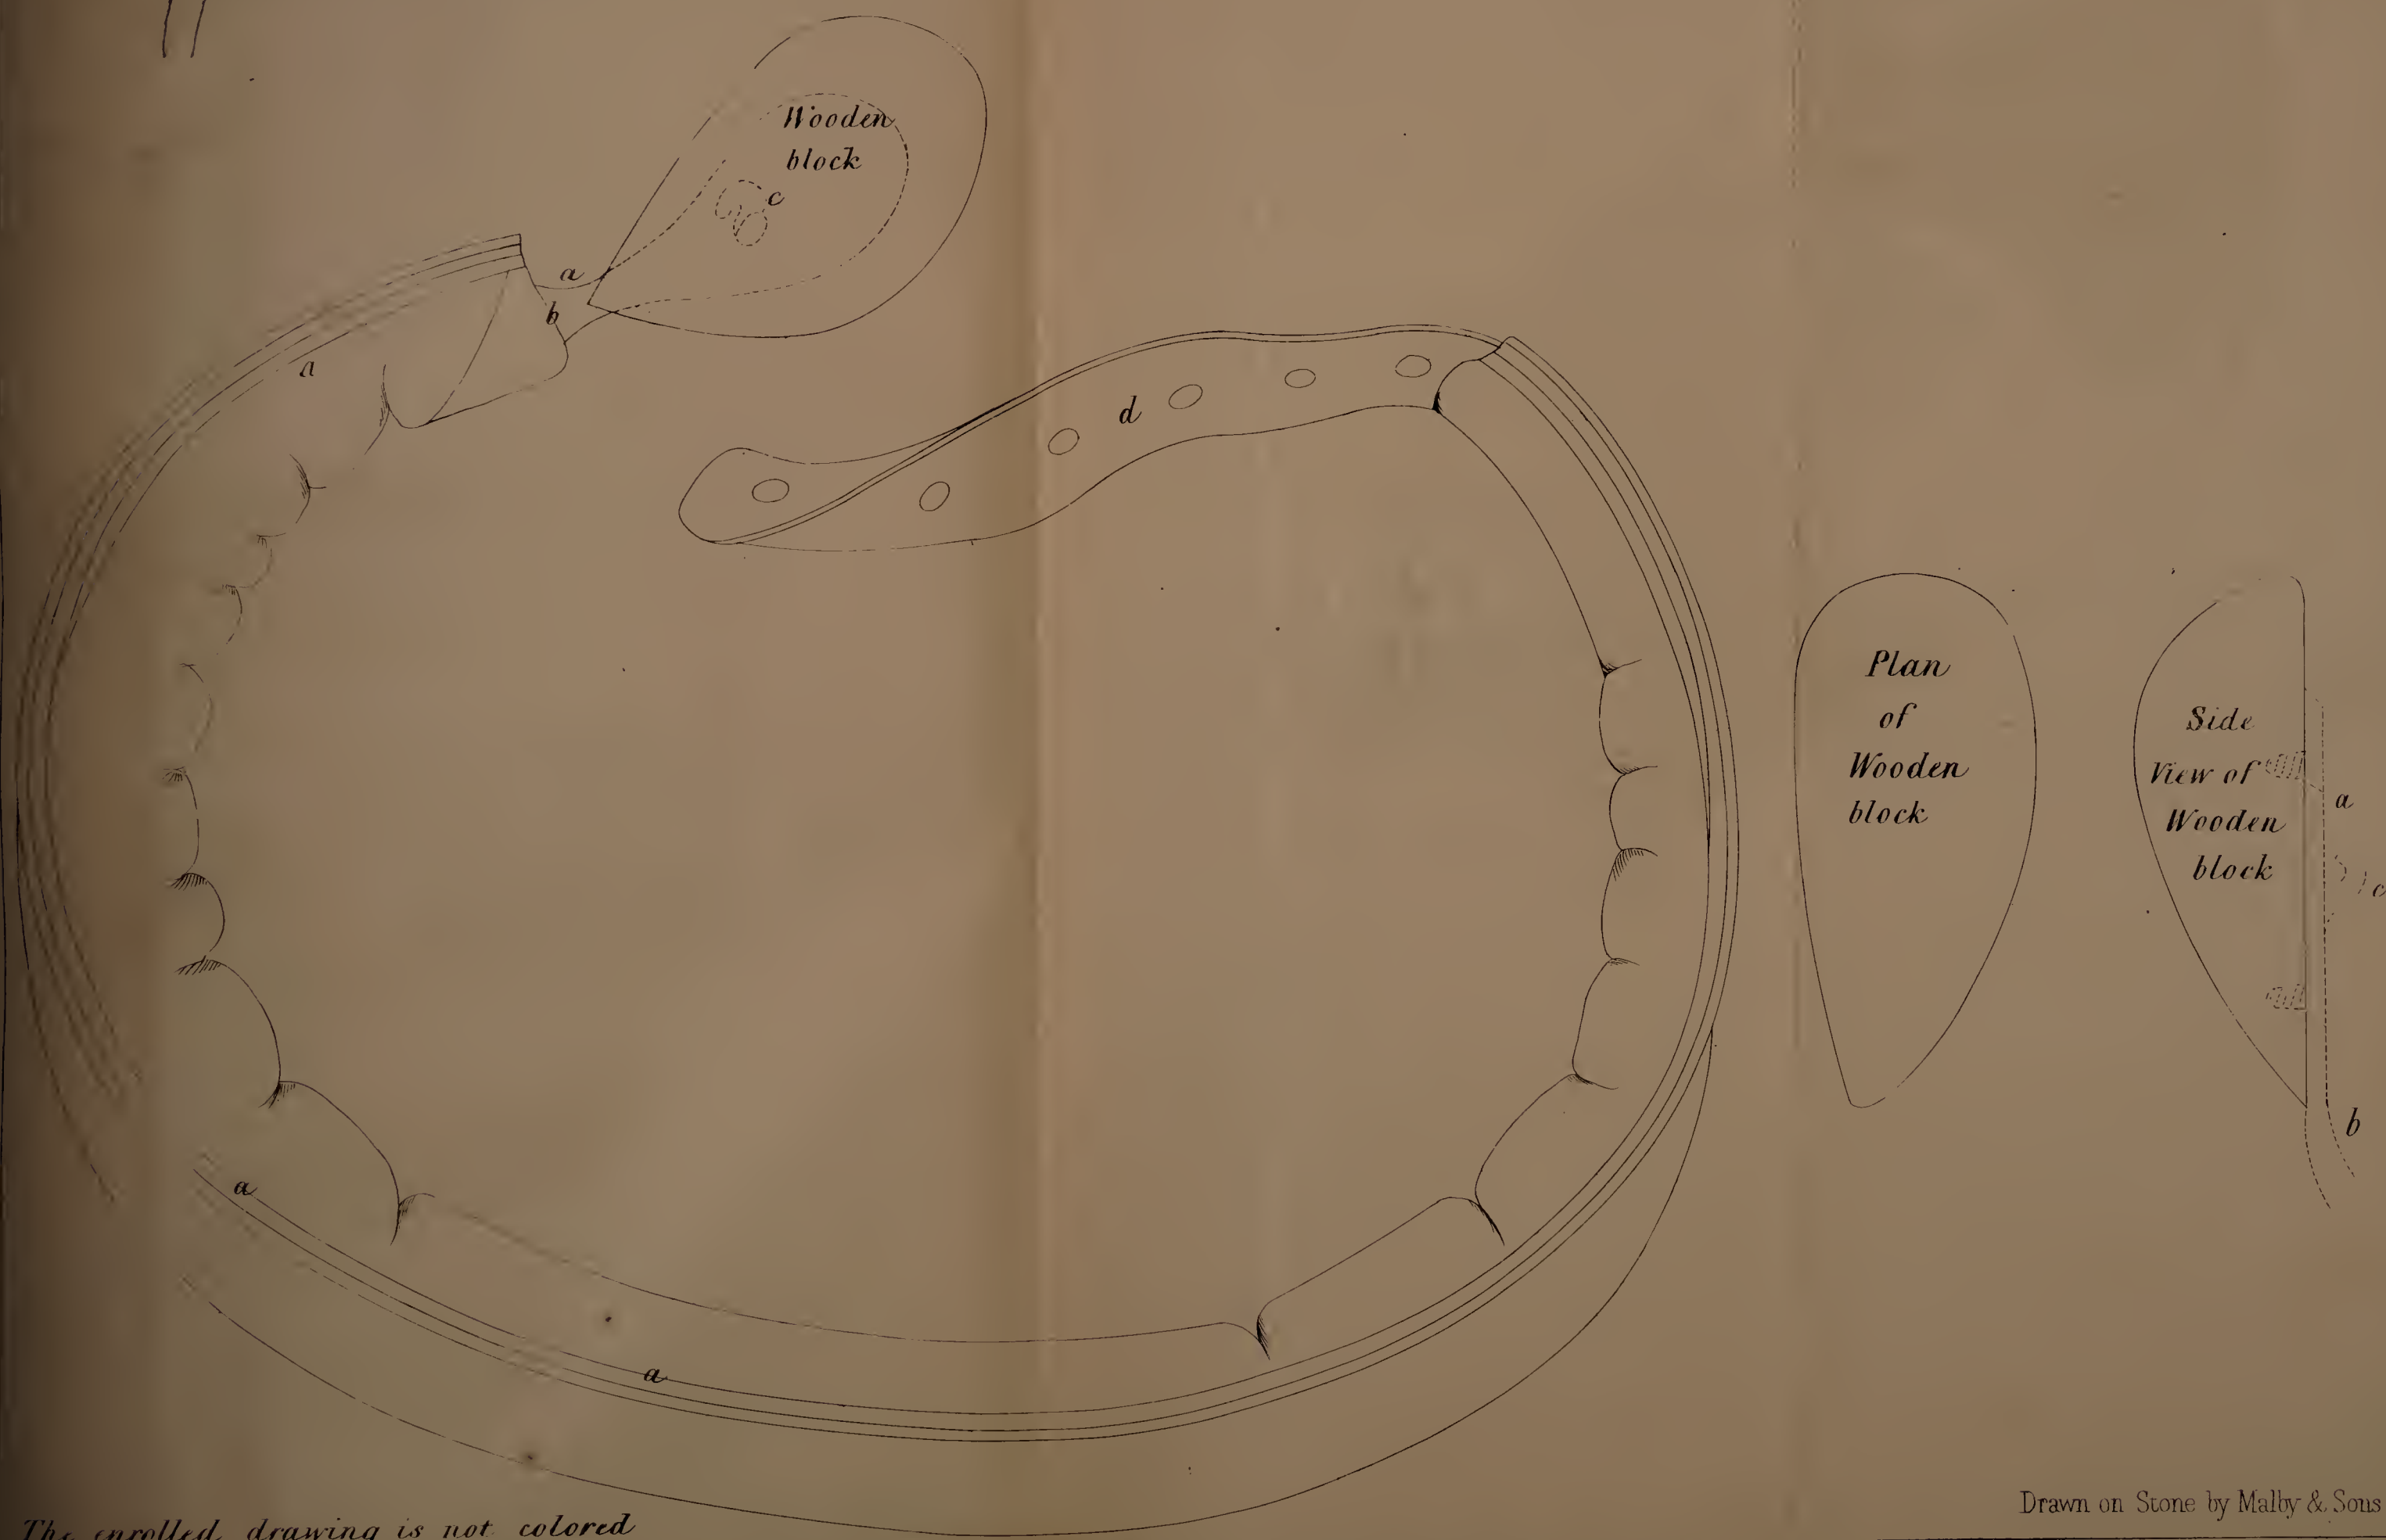 Wooden
block
c
a
b
a
d
Plan
of
Wooden
block
Side
View of
Wooden
block
a
c
b
a
a
The enrolled drawing is not colored
Drawn on Stone by Malby & Sons